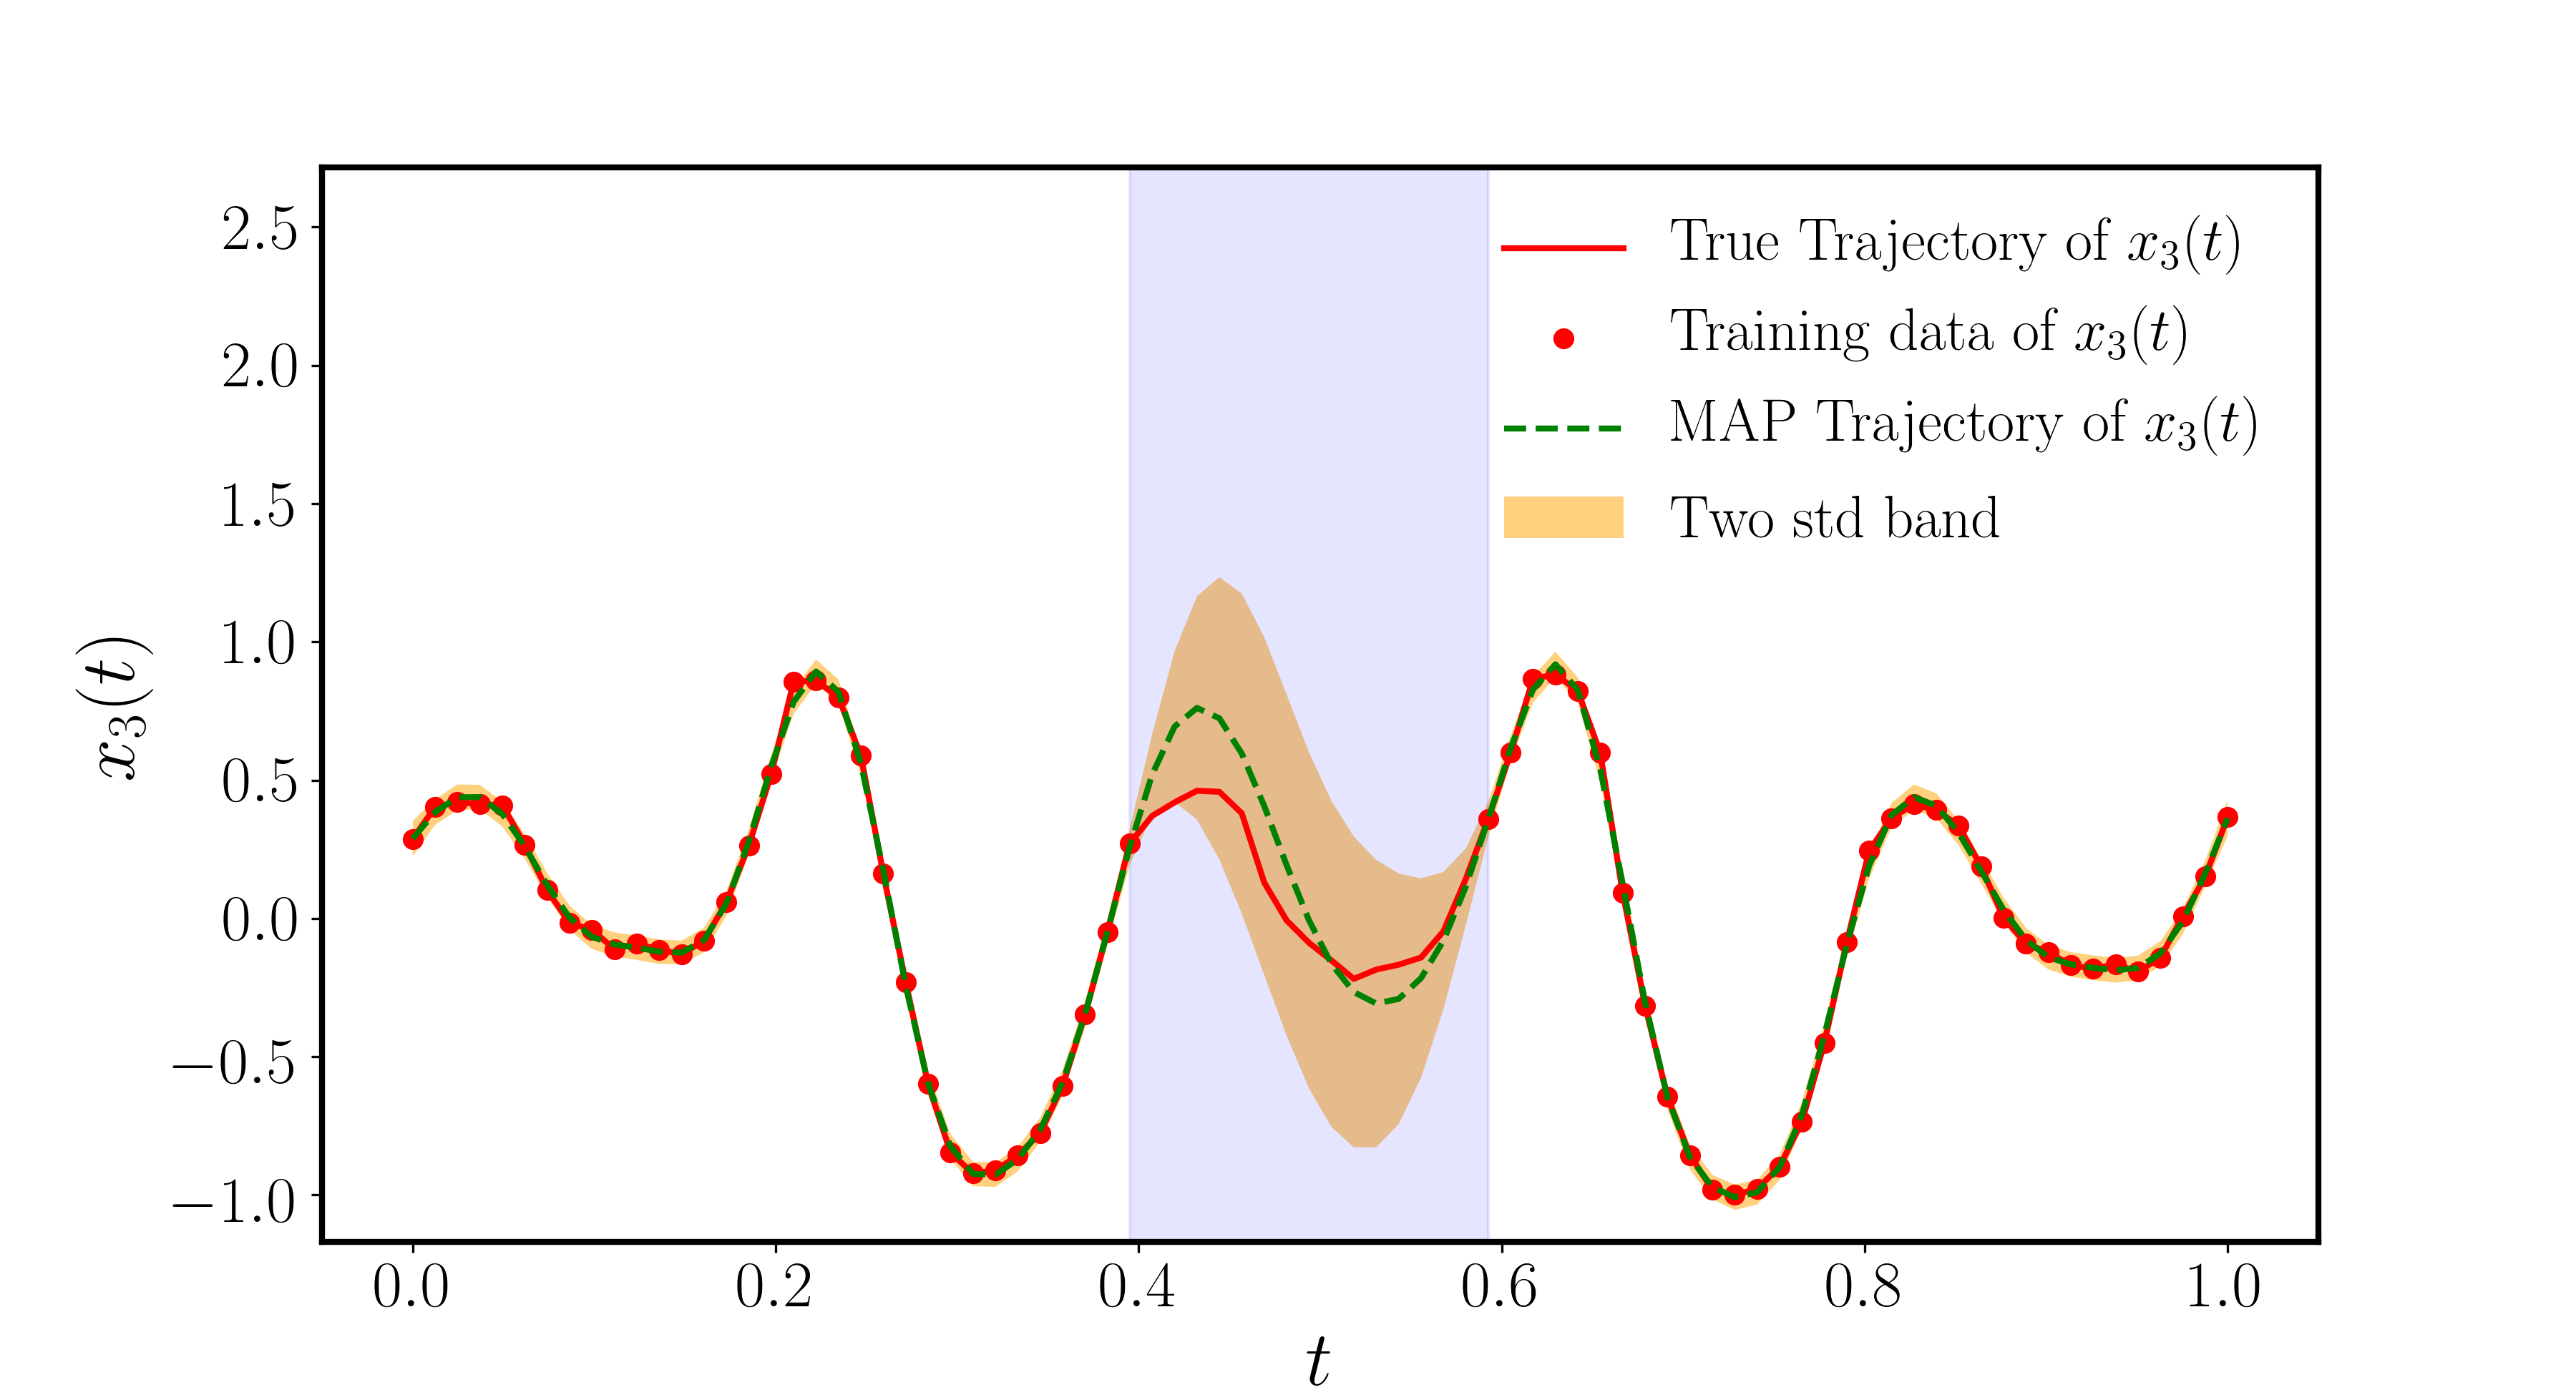 2.5
2.0
1.5
1.0
0.5
0.0
−0.5
−1.0
x₃(t)
True Trajectory of x₃(t)
Training data of x₃(t)
MAP Trajectory of x₃(t)
Two std band
0.0 0.2 0.4 0.6 0.8 1.0
t